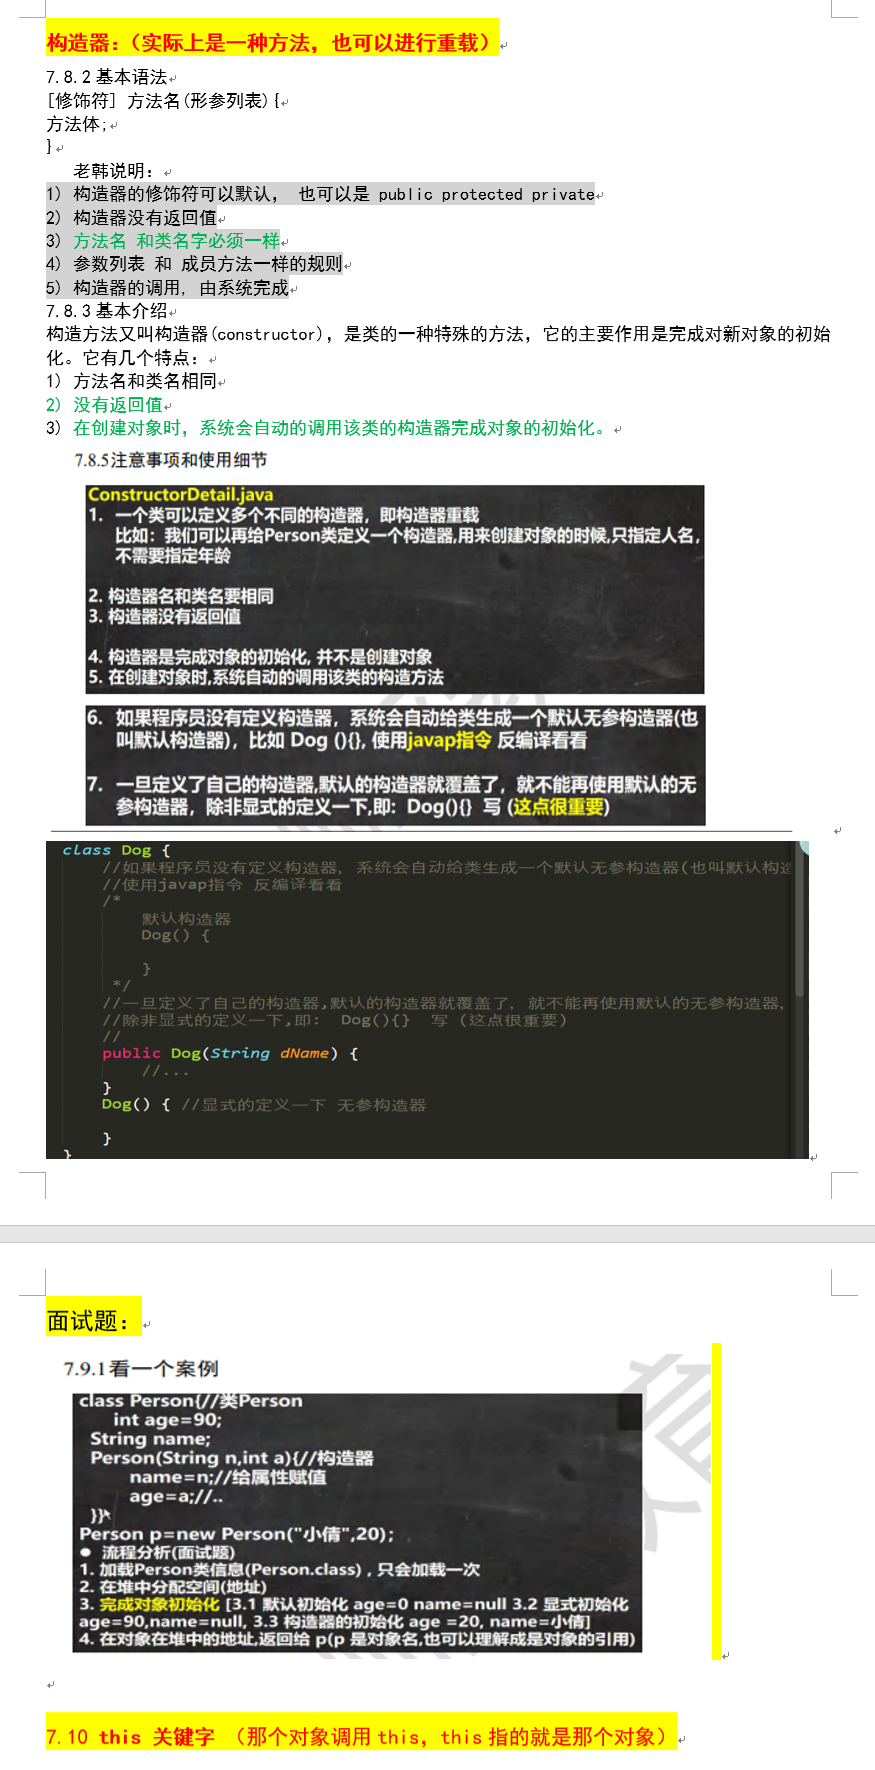 构造器：（实际上是一种方法，也可以进行重载）
7.8.2 基本语法
[修饰符] 方法名(形参列表){
方法体;
}
老韩说明：
1) 构造器的修饰符可以默认， 也可以是 public protected private
2) 构造器没有返回值
3) 方法名 和类名字必须一样
4) 参数列表 和 成员方法一样的规则
5) 构造器的调用, 由系统完成
7.8.3 基本介绍
构造方法又叫构造器(constructor)，是类的一种特殊的方法，它的主要作用是完成对新对象的初始
化。它有几个特点：
1) 方法名和类名相同
2) 没有返回值
3) 在创建对象时，系统会自动的调用该类的构造器完成对象的初始化。
7.8.5注意事项和使用细节
ConstructorDetail.java
1. 一个类可以定义多个不同的构造器，即构造器重载
比如：我们可以再给Person类定义一个构造器,用来创建对象的时候,只指定人名,
不需要指定年龄
2. 构造器名和类名要相同
3. 构造器没有返回值
4. 构造器是完成对象的初始化, 并不是创建对象
5. 在创建对象时,系统自动的调用该类的构造方法
6. 如果程序员没有定义构造器，系统会自动给类生成一个默认无参构造器(也
叫默认构造器)，比如 Dog (){}, 使用javap指令 反编译看看
7. 一旦定义了自己的构造器,默认的构造器就覆盖了，就不能再使用默认的无
参构造器，除非显式的定义一下,即: Dog(){} 写 (这点很重要)
class Dog {
//如果程序员没有定义构造器, 系统会自动给类生成一个默认无参构造器(也叫默认构造
//使用javap指令 反编译看看
/*
默认构造器
Dog() {
}
*/
//一旦定义了自己的构造器,默认的构造器就覆盖了, 就不能再使用默认的无参构造器,
//除非显式的定义一下,即: Dog(){} 写 (这点很重要)
//
public Dog(String dName) {
//...
}
Dog() { //显式的定义一下 无参构造器
}
}
面试题：
7.9.1看一个案例
class Person{//类Person
int age=90;
String name;
Person(String n,int a){//构造器
name=n;//给属性赋值
age=a;//..
}}
Person p=new Person("小倩",20);
● 流程分析(面试题)
1. 加载Person类信息(Person.class) , 只会加载一次
2. 在堆中分配空间(地址)
3. 完成对象初始化 [3.1 默认初始化 age=0 name=null 3.2 显式初始化
age=90,name=null, 3.3 构造器的初始化 age =20, name=小倩]
4. 在对象在堆中的地址,返回给 p(p 是对象名,也可以理解成是对象的引用)
7.10 this 关键字 （那个对象调用 this，this 指的就是那个对象）